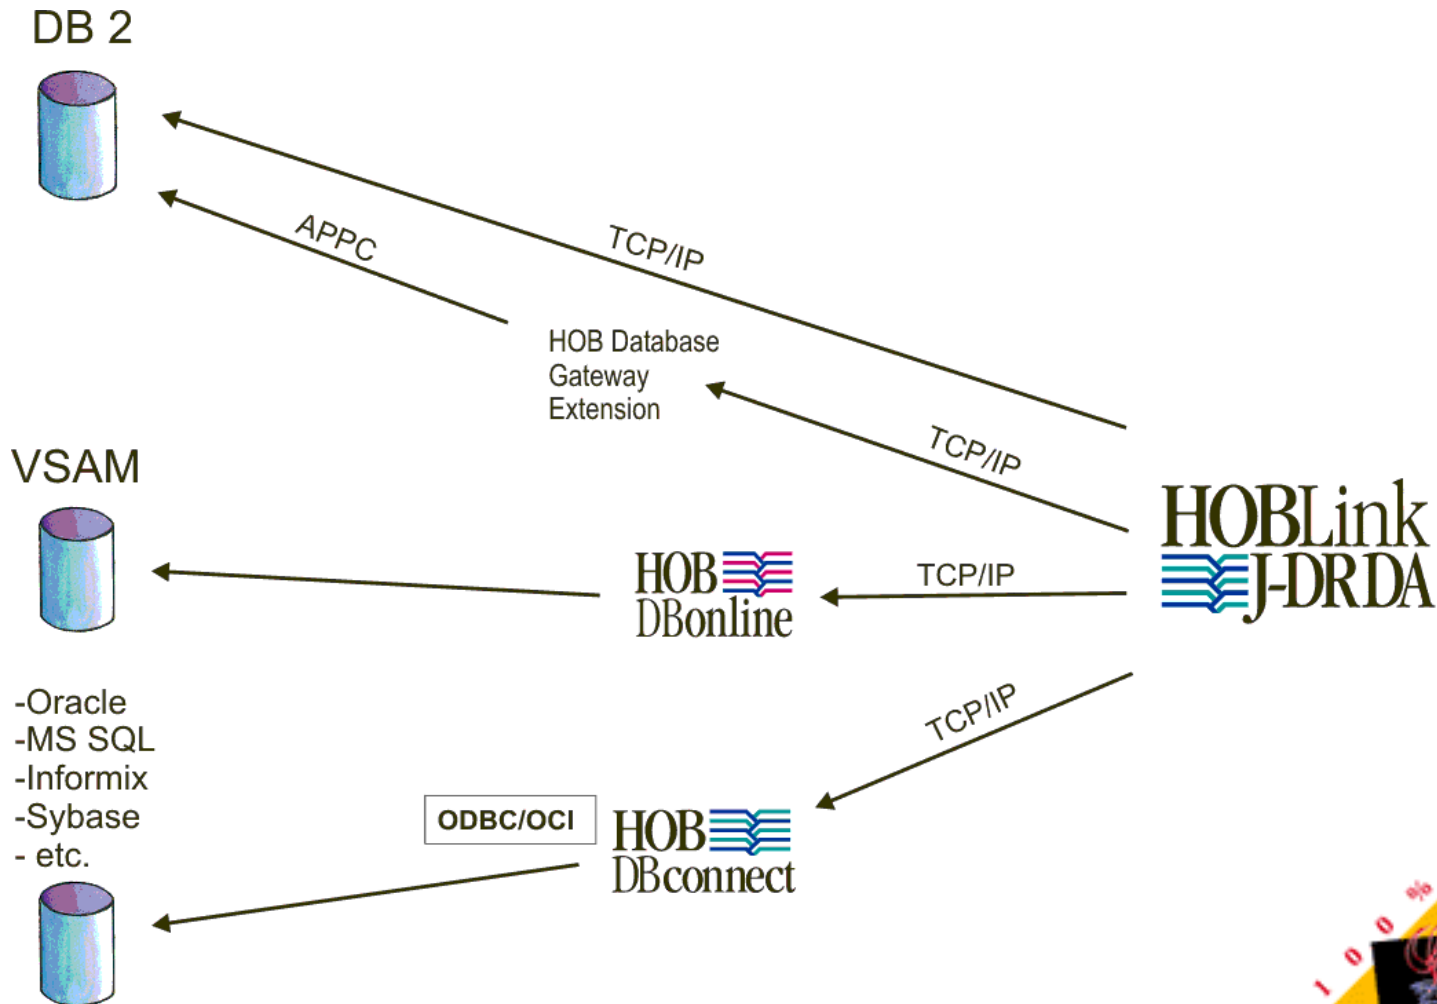 DB 2
APPC
TCP/IP
HOB Database
Gateway
Extension
TCP/IP
VSAM
HOBLink
J-DRDA
HOB
DBonline
TCP/IP
-Oracle
-MS SQL
-Informix
-Sybase
- etc.
TCP/IP
ODBC/OCI
HOB
DBconnect
1 0 0 %